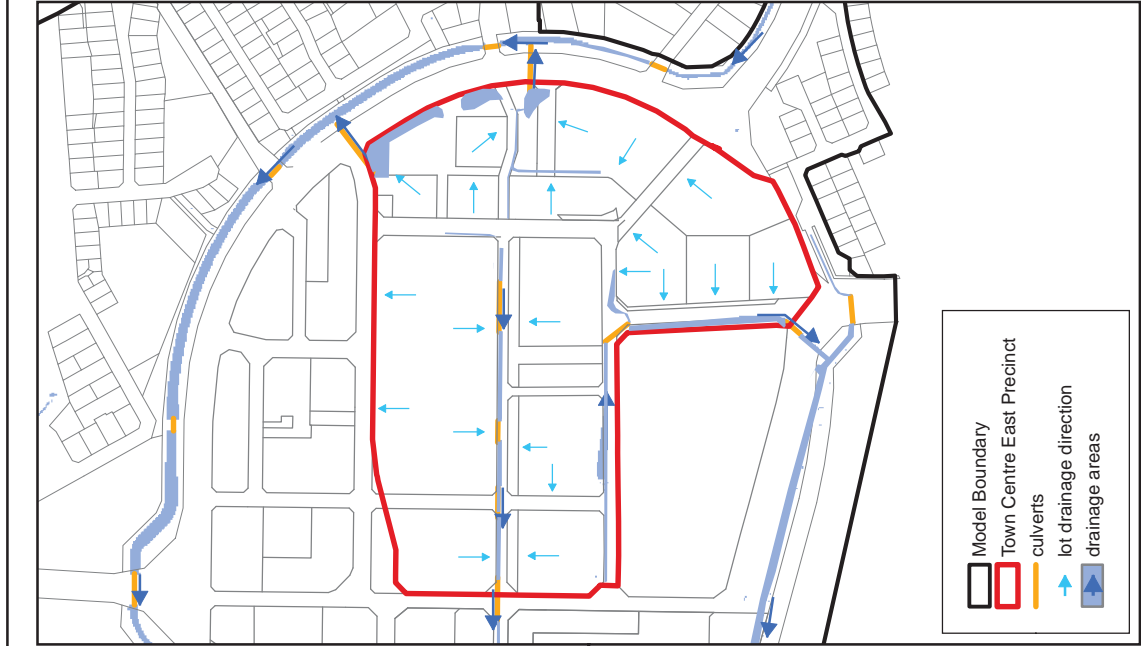 Model Boundary
Town Centre East Precinct
culverts
lot drainage direction
drainage areas